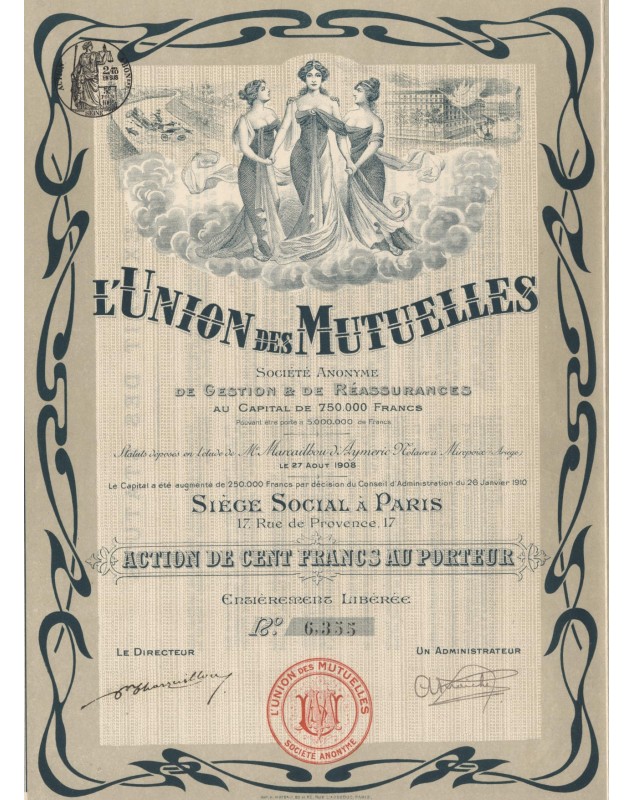 2 ‰
1898
L'UNION DES MUTUELLES
SOCIÉTÉ ANONYME
DE GESTION & DE RÉASSURANCES
AU CAPITAL DE 750.000 FRANCS
Pouvant être porté à 5.000.000 de Francs
Statuts déposés en l'étude de Me Marcailhou d'Aymeric Notaire à Mirepoix (Ariège)
LE 27 AOUT 1908
Le Capital a été augmenté de 250.000 Francs par décision du Conseil d'Administration du 26 Janvier 1910
SIÈGE SOCIAL À PARIS
17, Rue de Provence, 17
ACTION DE CENT FRANCS AU PORTEUR
ENTIÈREMENT LIBÉRÉE
No 6.355
LE DIRECTEUR
UN ADMINISTRATEUR
L'UNION DES MUTUELLES
SOCIÉTÉ ANONYME